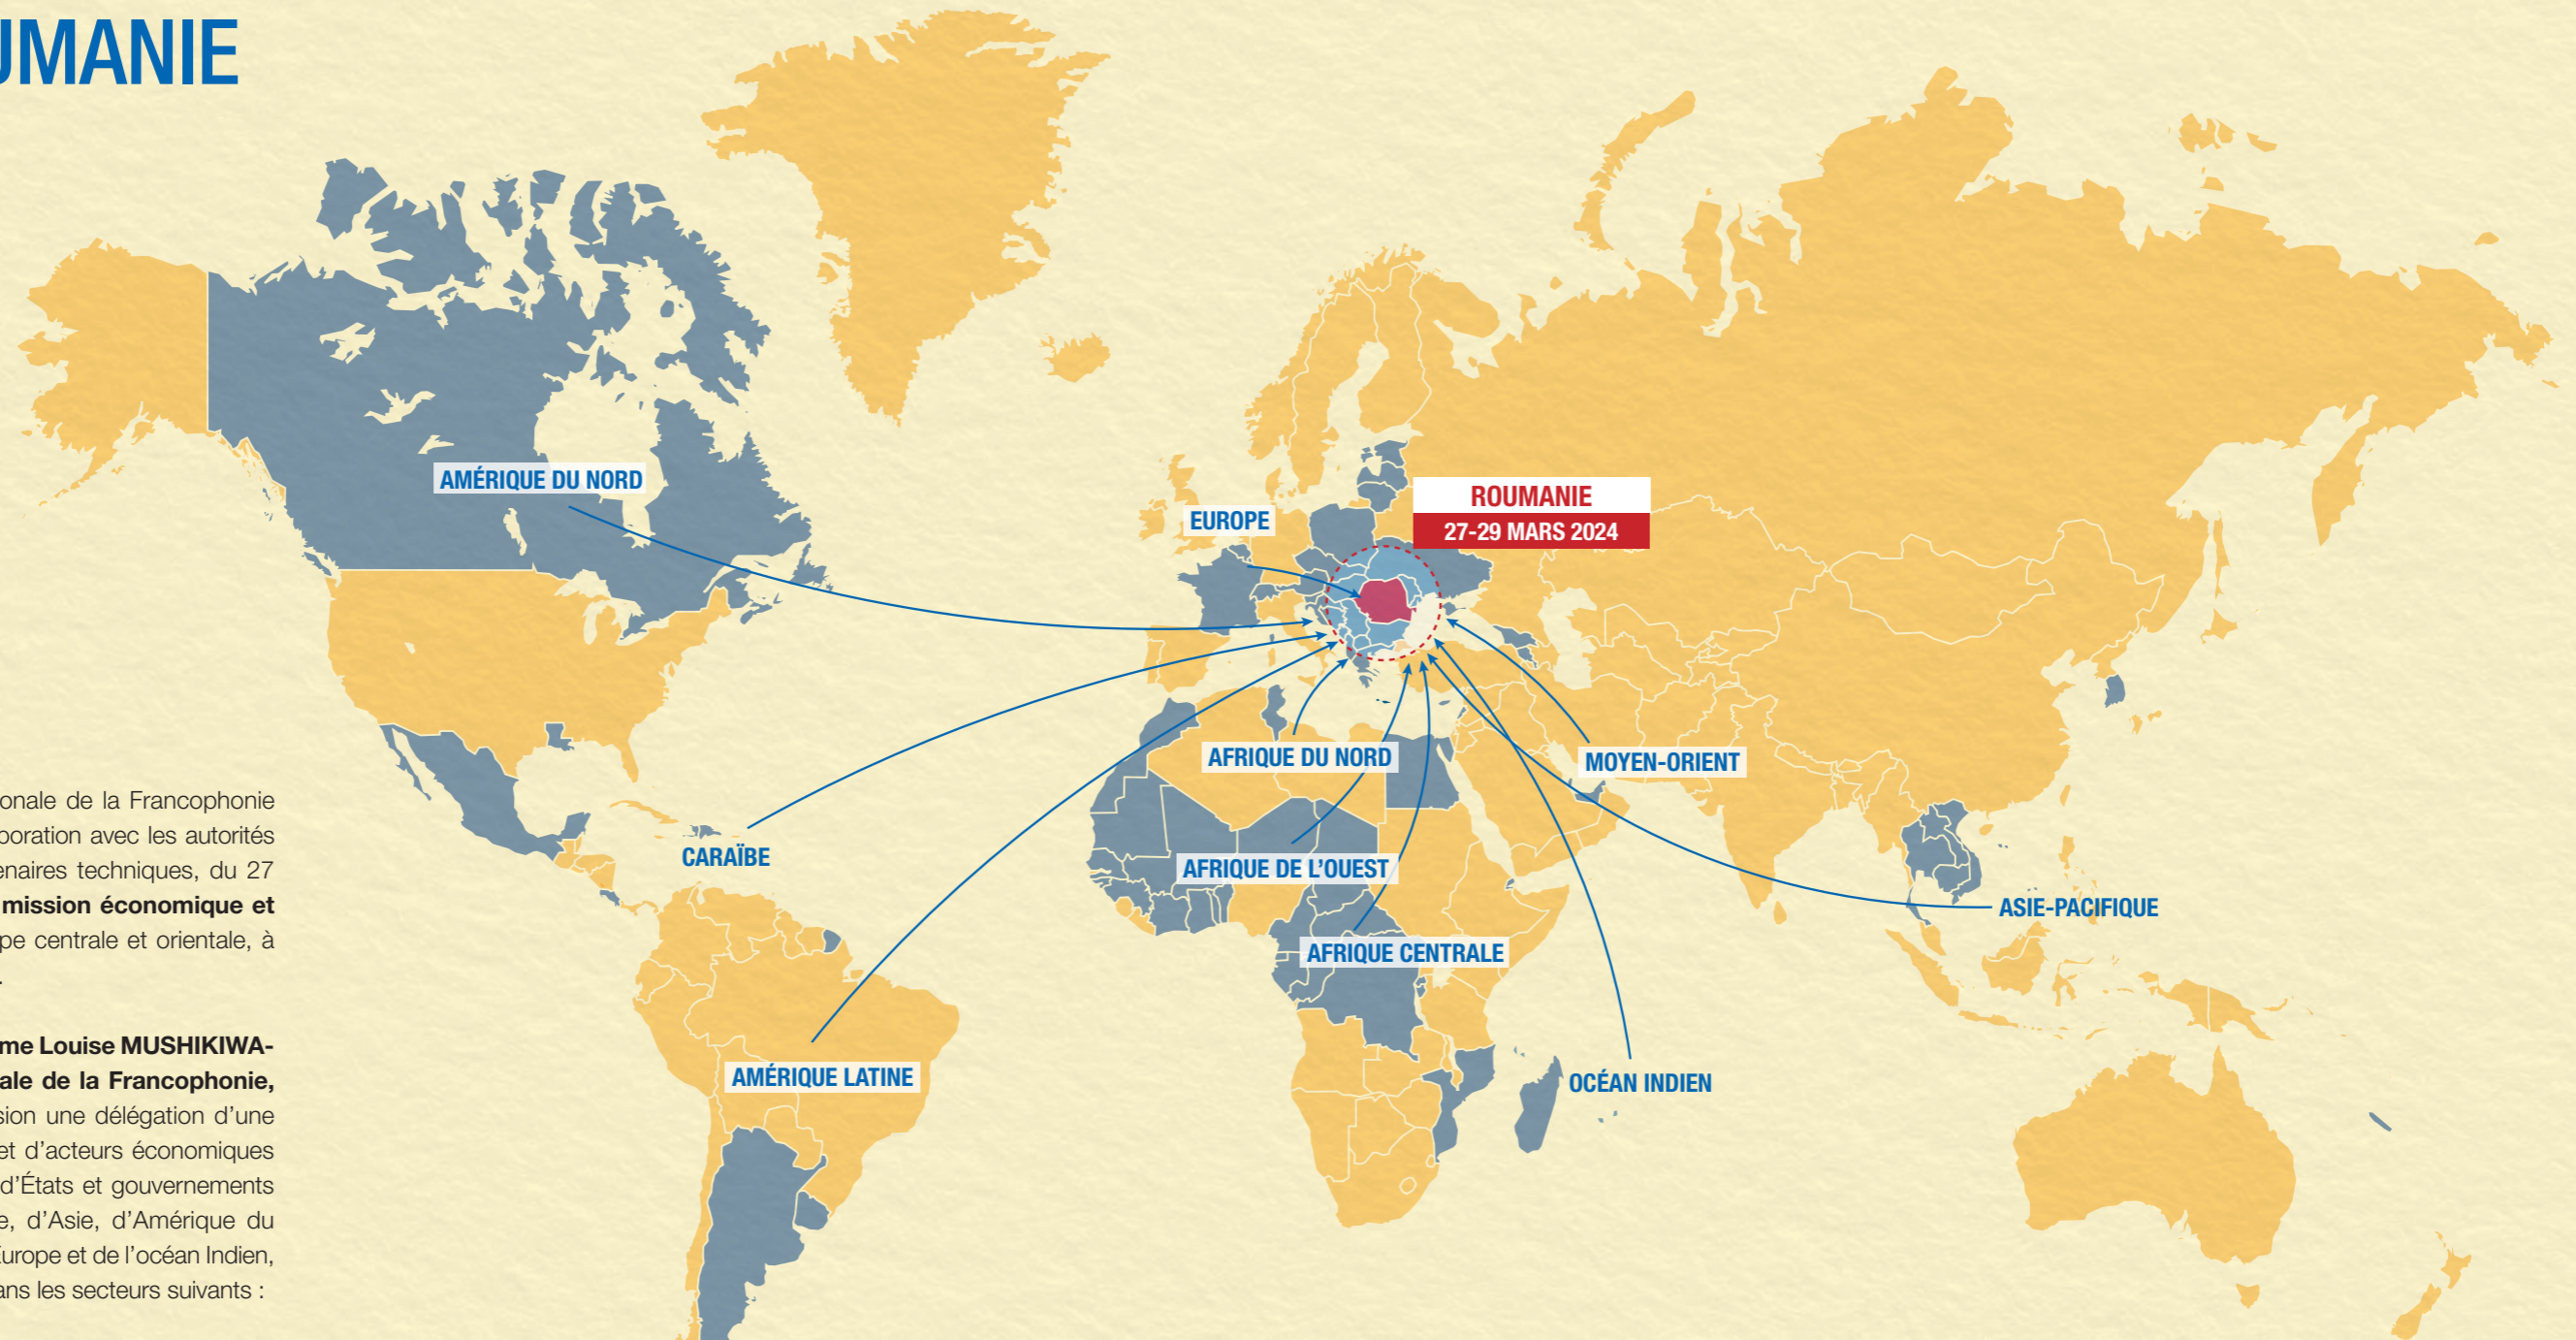 UMANIE
AMÉRIQUE DU NORD
EUROPE
ROUMANIE
27-29 MARS 2024
AFRIQUE DU NORD
MOYEN-ORIENT
CARAÏBE
AFRIQUE DE L'OUEST
ASIE-PACIFIQUE
AFRIQUE CENTRALE
AMÉRIQUE LATINE
OCÉAN INDIEN
onale de la Francophonie
boration avec les autorités
enaires techniques, du 27
mission économique et
pe centrale et orientale, à
.
me Louise MUSHIKIWA-
ale de la Francophonie,
sion une délégation d'une
et d'acteurs économiques
d'États et gouvernements
e, d'Asie, d'Amérique du
Europe et de l'océan Indien,
ans les secteurs suivants :